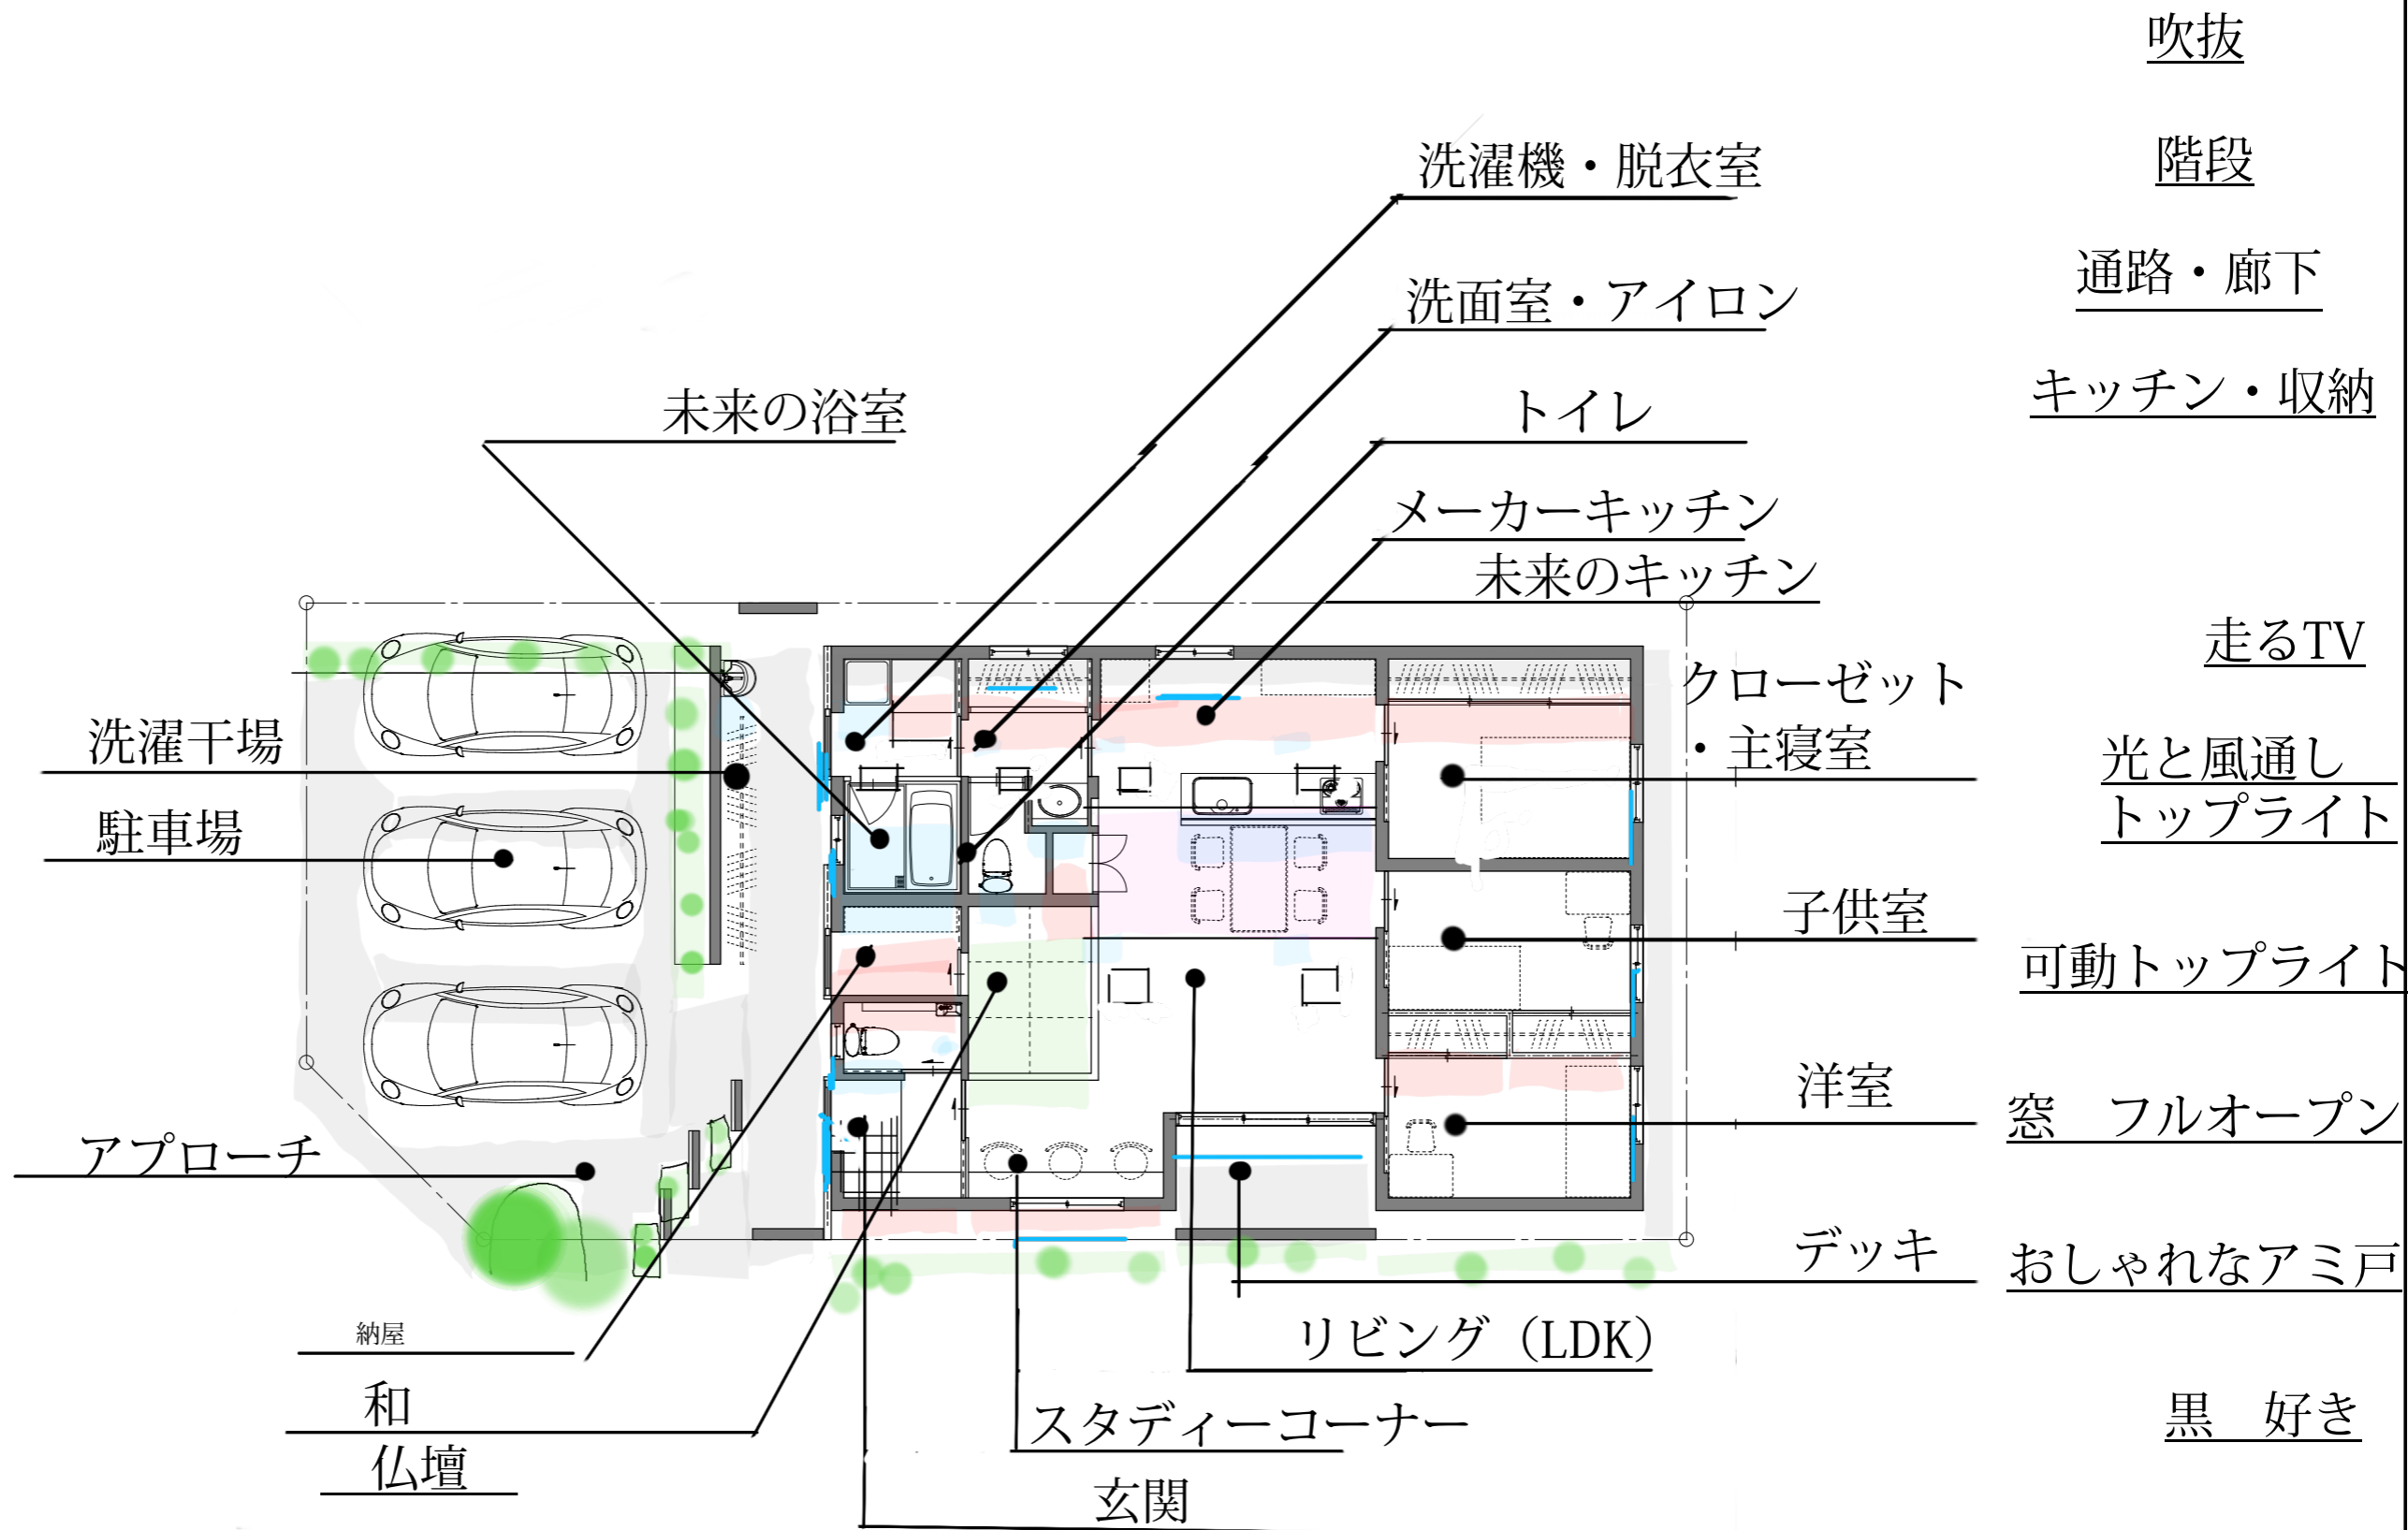 吹抜
階段
通路・廊下
キッチン・収納
走るTV
光と風通し
トップライト
可動トップライト
窓　フルオープン
おしゃれなアミ戸
黒　好き
洗濯機・脱衣室
洗面室・アイロン
未来の浴室
トイレ
メーカーキッチン
未来のキッチン
クローゼット
・主寝室
洗濯干場
駐車場
子供室
洋室
アプローチ
デッキ
納屋
リビング（LDK）
和
スタディーコーナー
仏壇
玄関